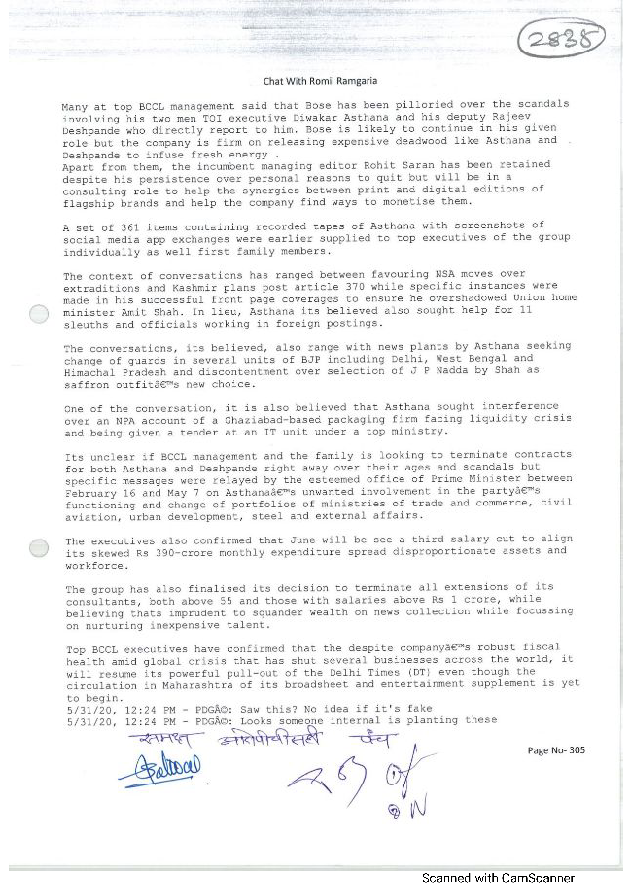 2838
Chat With Romi Ramgaria
Many at top BCCL management said that Bose has been pilloried over the scandals
involving his two men TOI executive Diwakar Asthana and his deputy Rajeev
Deshpande who directly report to him. Bose is likely to continue in his given
role but the company is firm on releasing expensive deadwood like Asthana and
Deshpande to infuse fresh energy .
Apart from them, the incumbent managing editor Rohit Saran has been retained
despite his persistence over personal reasons to quit but will be in a
consulting role to help the synergies between print and digital editions of
flagship brands and help the company find ways to monetise them.
A set of 361 items containing recorded tapes of Asthana with screenshots of
social media app exchanges were earlier supplied to top executives of the group
individually as well first family members.
The context of conversations has ranged between favouring NSA moves over
extraditions and Kashmir plans post article 370 while specific instances were
made in his successful front page coverages to ensure he overshadowed Union home
minister Amit Shah. In lieu, Asthana its believed also sought help for 11
sleuths and officials working in foreign postings.
The conversations, its believed, also range with news plants by Asthana seeking
change of guards in several units of BJP including Delhi, West Bengal and
Himachal Pradesh and discontentment over selection of J P Nadda by Shah as
saffron outfitâ€™s new choice.
One of the conversation, it is also believed that Asthana sought interference
over an NPA account of a Ghaziabad-based packaging firm facing liquidity crisis
and being given a tender at an IT unit under a top ministry.
Its unclear if BCCL management and the family is looking to terminate contracts
for both Asthana and Deshpande right away over their ages and scandals but
specific messages were relayed by the esteemed office of Prime Minister between
February 16 and May 7 on Asthanaâ€™s unwanted involvement in the partyâ€™s
functioning and change of portfolios of ministries of trade and commerce, civil
aviation, urban development, steel and external affairs.
The executives also confirmed that June will be see a third salary cut to align
its skewed Rs 390-crore monthly expenditure spread disproportionate assets and
workforce.
The group has also finalised its decision to terminate all extensions of its
consultants, both above 55 and those with salaries above Rs 1 crore, while
believing thats imprudent to squander wealth on news collection while focussing
on nurturing inexpensive talent.
Top BCCL executives have confirmed that the despite companyâ€™s robust fiscal
health amid global crisis that has shut several businesses across the world, it
will resume its powerful pull-out of the Delhi Times (DT) even though the
circulation in Maharashtra of its broadsheet and entertainment supplement is yet
to begin.
5/31/20, 12:24 PM - PDGÂ©: Saw this? No idea if it's fake
5/31/20, 12:24 PM - PDGÂ©: Looks someone internal is planting these
समक्ष पंच
Page No- 305
Scanned with CamScanner